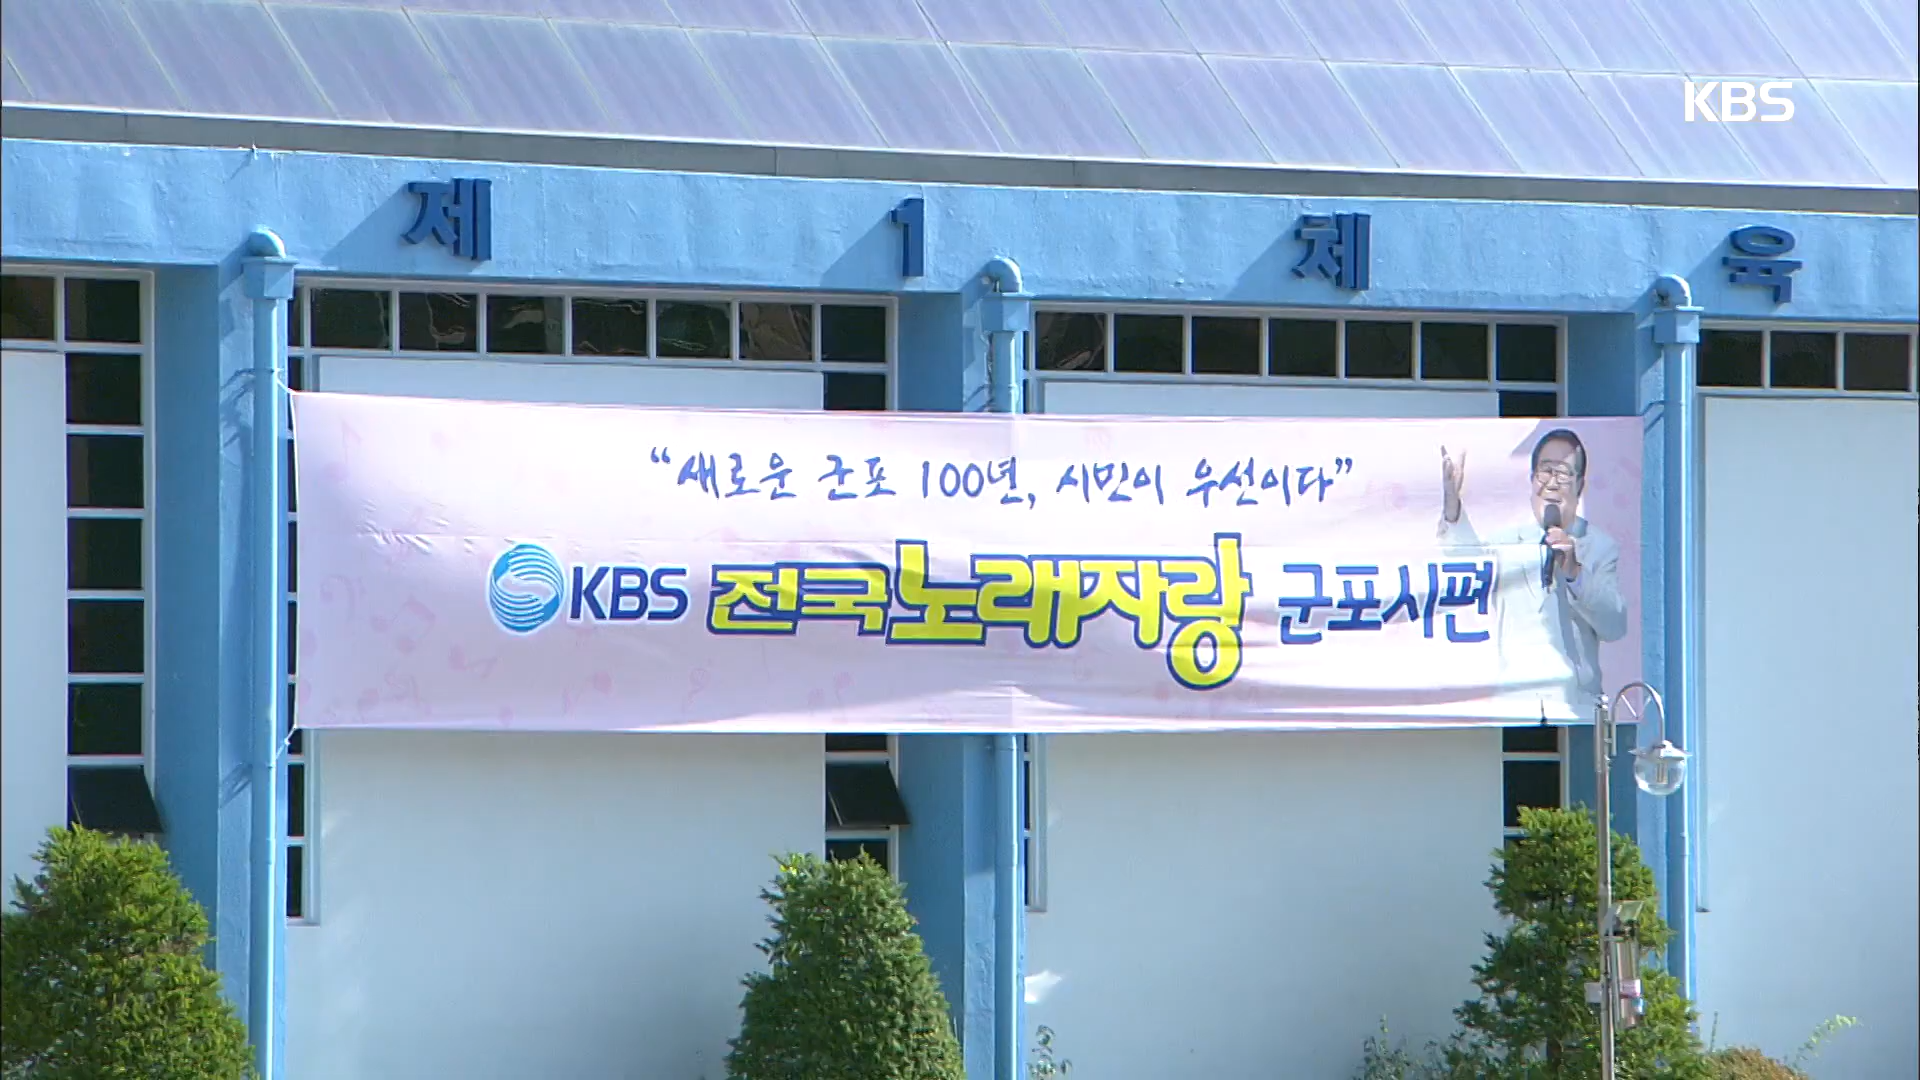 KBS
제 1 체 육
“새로운 군포 100년, 시민이 우선이다”
KBS 전국노래자랑 군포시편